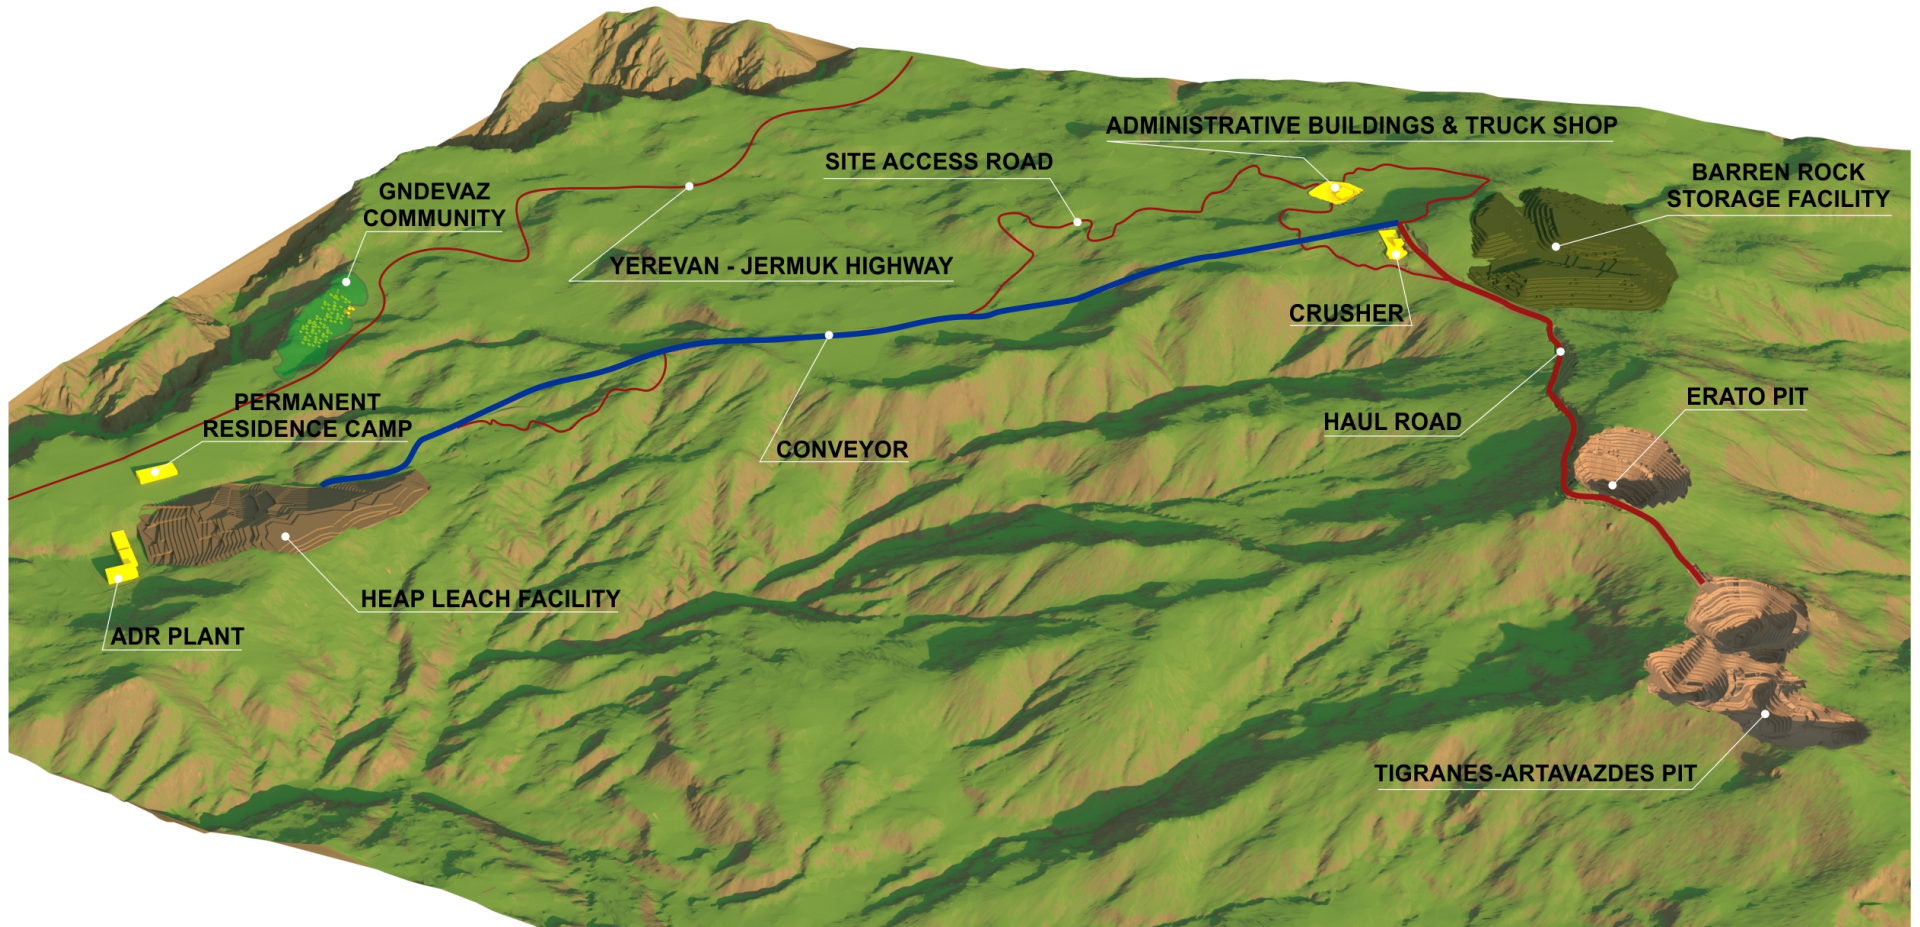 ADMINISTRATIVE BUILDINGS & TRUCK SHOP
SITE ACCESS ROAD
BARREN ROCK
STORAGE FACILITY
GNDEVAZ
COMMUNITY
YEREVAN - JERMUK HIGHWAY
CRUSHER
PERMANENT
RESIDENCE CAMP
ERATO PIT
HAUL ROAD
CONVEYOR
HEAP LEACH FACILITY
ADR PLANT
TIGRANES-ARTAVAZDES PIT